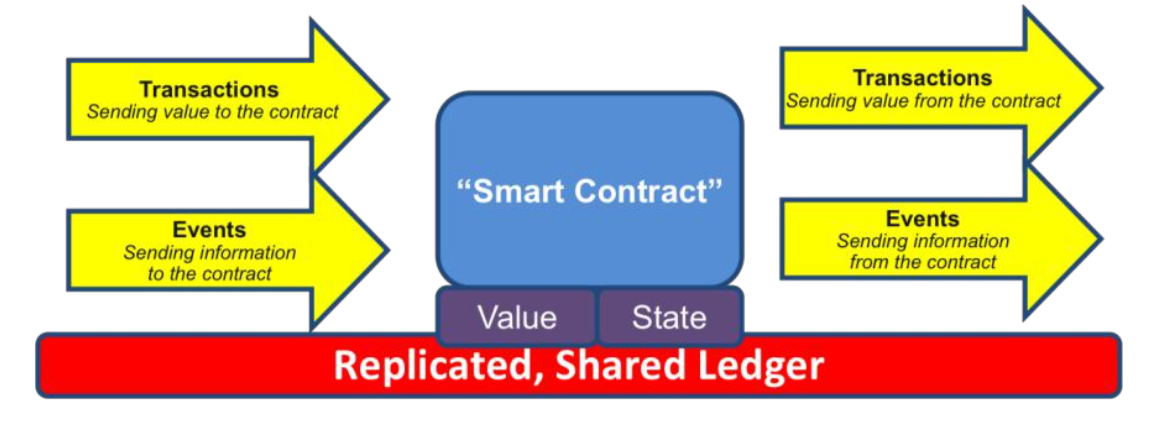 Transactions
Sending value to the contract
Events
Sending information
to the contract
“Smart Contract”
Value
State
Transactions
Sending value from the contract
Events
Sending information
from the contract
Replicated, Shared Ledger